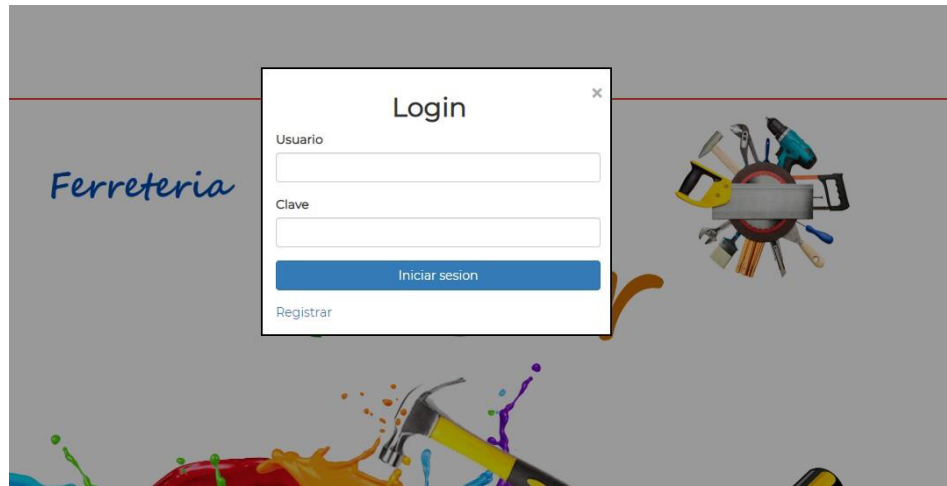 Login
×
Usuario
Ferreteria
Clave
Iniciar sesion
Registrar